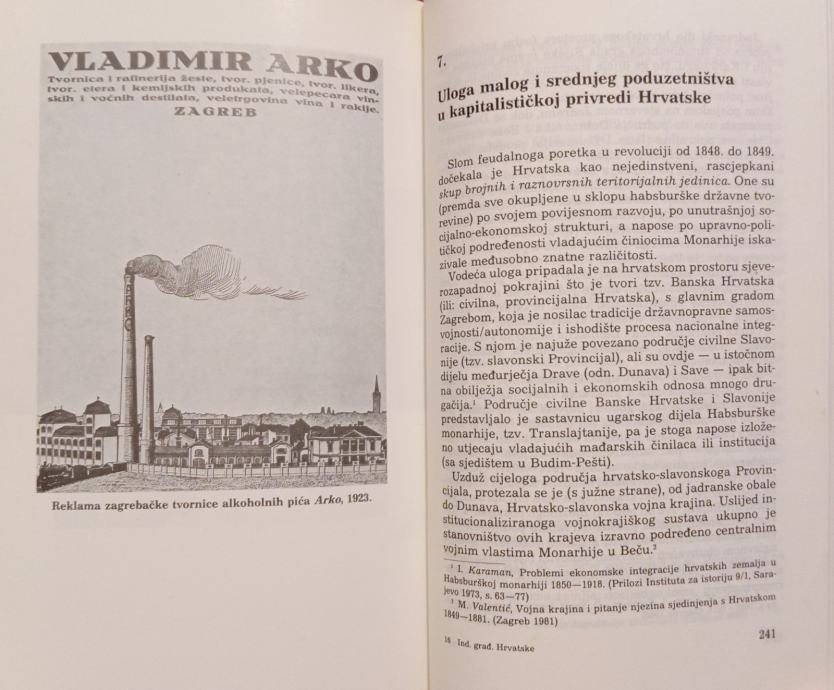 VLADIMIR ARKO
Tvornica i rafinerija žeste, tvor. pjenice, tvor. likera,
tvor. etera i kemijskih produkata, velepecara vin-
skih i voćnih destilata, veletrgovina vina i rakije.
ZAGREB
Reklama zagrebačke tvornice alkoholnih pića Arko, 1923.
7.
Uloga malog i srednjeg poduzetništva
u kapitalističkoj privredi Hrvatske
Slom feudalnoga poretka u revoluciji od 1848. do 1849.
dočekala je Hrvatska kao nejedinstveni, rascjepkani
skup brojnih i raznovrsnih teritorijalnih jedinica. One su
(premda sve okupljene u sklopu habsburške državne tvo-
revine) po svojem povijesnom razvoju, po unutrašnjoj so-
cijalno-ekonomskoj strukturi, a napose po upravno-poli-
tičkoj podređenosti vladajućim činiocima Monarhije iska-
zivale međusobno znatne različitosti.
Vodeća uloga pripadala je na hrvatskom prostoru sjeve-
rozapadnoj pokrajini što je tvori tzv. Banska Hrvatska
(ili: civilna, provincijalna Hrvatska), s glavnim gradom
Zagrebom, koja je nosilac tradicije državnopravne samos-
vojnosti/autonomije i ishodište procesa nacionalne integ-
racije. S njom je najuže povezano područje civilne Slavo-
nije (tzv. slavonski Provincijal), ali su ovdje — u istočnom
dijelu međurječja Drave (odn. Dunava) i Save — ipak bit-
na obilježja socijalnih i ekonomskih odnosa mnogo dru-
gačija.¹ Područje civilne Banske Hrvatske i Slavonije
predstavljalo je sastavnicu ugarskog dijela Habsburške
monarhije, tzv. Translajtanije, pa je stoga napose izlože-
no utjecaju vladajućih mađarskih činilaca ili institucija
(sa sjedištem u Budim-Pešti).
Uzduž cijeloga područja hrvatsko-slavonskoga Provin-
cijala, protezala se je (s južne strane), od jadranske obale
do Dunava, Hrvatsko-slavonska vojna krajina. Uslijed in-
stitucionaliziranoga vojnokrajiškog sustava ukupno je
stanovništvo ovih krajeva izravno podređeno centralnim
vojnim vlastima Monarhije u Beču.²
¹ I. Karaman, Problemi ekonomske integracije hrvatskih zemalja u
Habsburškoj monarhiji 1850—1918. (Prilozi Instituta za istoriju 9/1, Sara-
jevo 1973, s. 63—77)
² M. Valentić, Vojna krajina i pitanje njezina sjedinjenja s Hrvatskom
1849—1881. (Zagreb 1981)
16 Ind. građ. Hrvatske
241